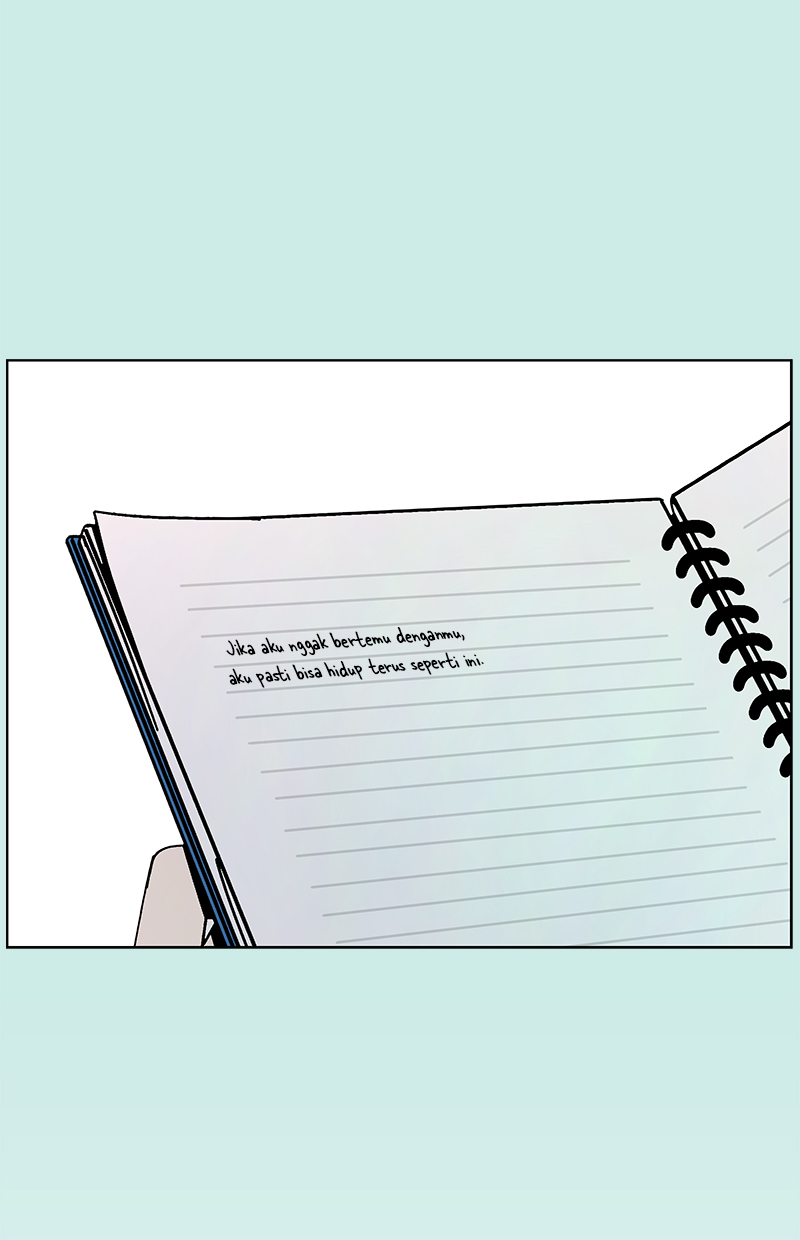 Jika aku nggak bertemu denganmu,
aku pasti bisa hidup terus seperti ini.